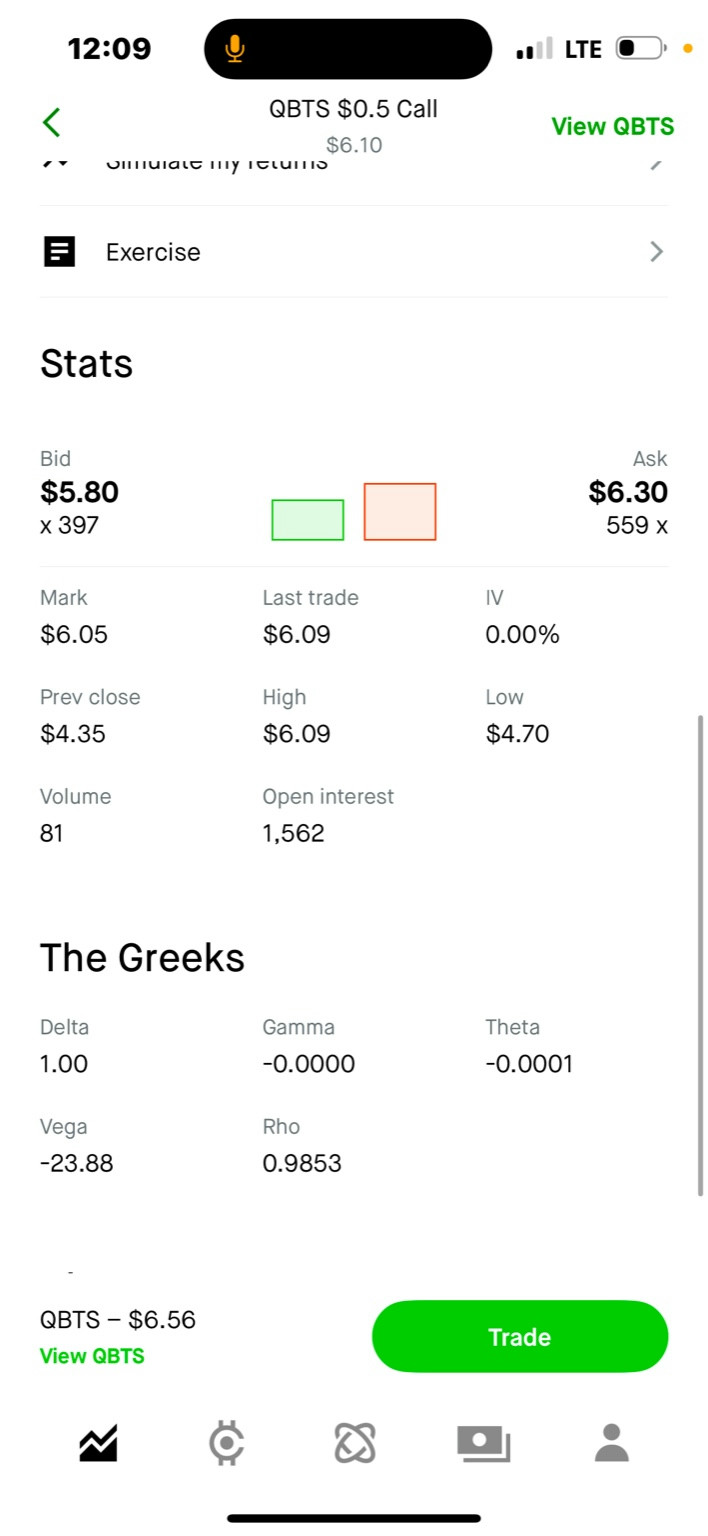 12:09
LTE
QBTS $0.5 Call
$6.10
View QBTS
Simulate my returns
Exercise
Stats
Bid
Ask
$5.80
$6.30
x 397
559 x
Mark
Last trade
IV
$6.05
$6.09
0.00%
Prev close
High
Low
$4.35
$6.09
$4.70
Volume
Open interest
81
1,562
The Greeks
Delta
Gamma
Theta
1.00
-0.0000
-0.0001
Vega
Rho
-23.88
0.9853
-
QBTS – $6.56
View QBTS
Trade